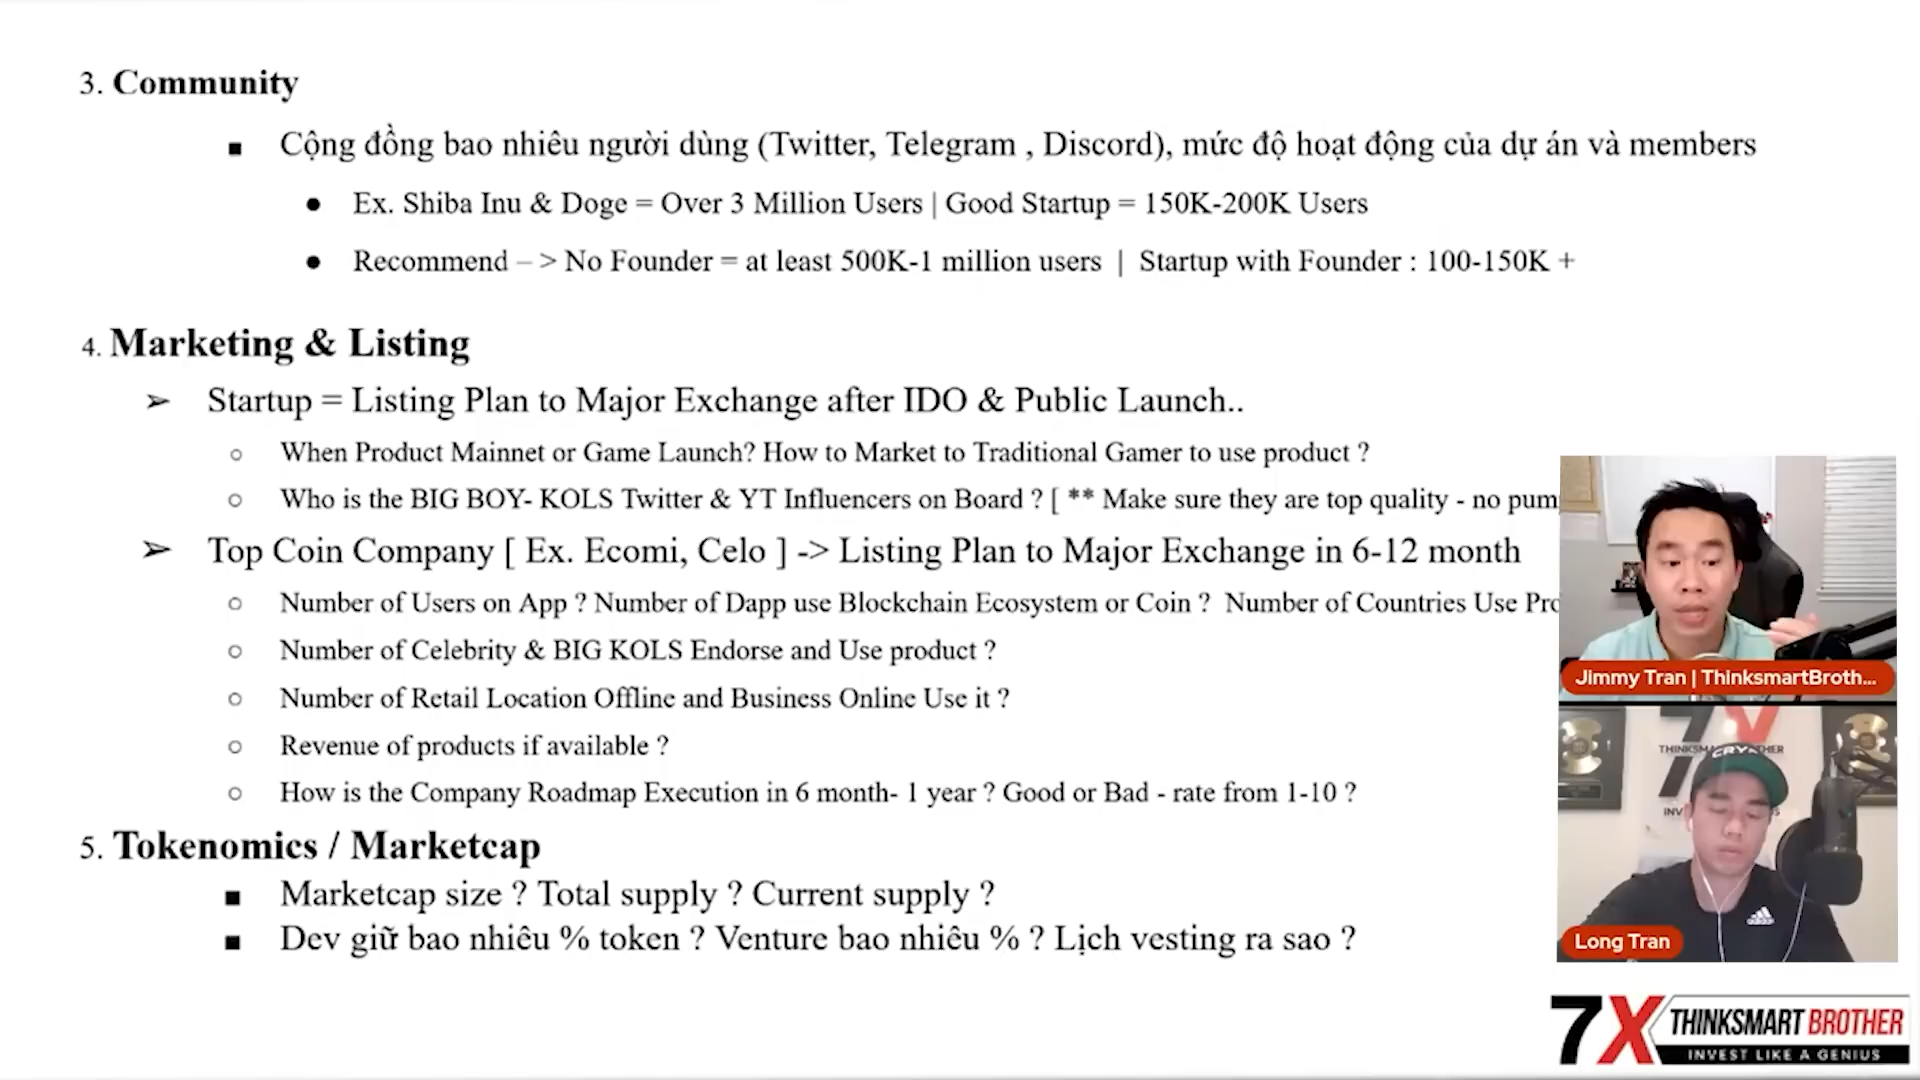 3. Community
■ Cộng đồng bao nhiêu người dùng (Twitter, Telegram , Discord), mức độ hoạt động của dự án và members
● Ex. Shiba Inu & Doge = Over 3 Million Users | Good Startup = 150K-200K Users
● Recommend – > No Founder = at least 500K-1 million users | Startup with Founder : 100-150K +
4. Marketing & Listing
➢ Startup = Listing Plan to Major Exchange after IDO & Public Launch..
○ When Product Mainnet or Game Launch? How to Market to Traditional Gamer to use product ?
○ Who is the BIG BOY- KOLS Twitter & YT Influencers on Board ? [ ** Make sure they are top quality - no
➢ Top Coin Company [ Ex. Ecomi, Celo ] -> Listing Plan to Major Exchange in 6-12 month
○ Number of Users on App ? Number of Dapp use Blockchain Ecosystem or Coin ? Number of Countries Use
○ Number of Celebrity & BIG KOLS Endorse and Use product ?
○ Number of Retail Location Offline and Business Online Use it ?
○ Revenue of products if available ?
○ How is the Company Roadmap Execution in 6 month- 1 year ? Good or Bad - rate from 1-10 ?
5. Tokenomics / Marketcap
■ Marketcap size ? Total supply ? Current supply ?
■ Dev giữ bao nhiêu % token ? Venture bao nhiêu % ? Lịch vesting ra sao ?
Jimmy Tran | ThinksmartBroth...
adidas
Long Tran
7X THINKSMART BROTHER
INVEST LIKE A GENIUS